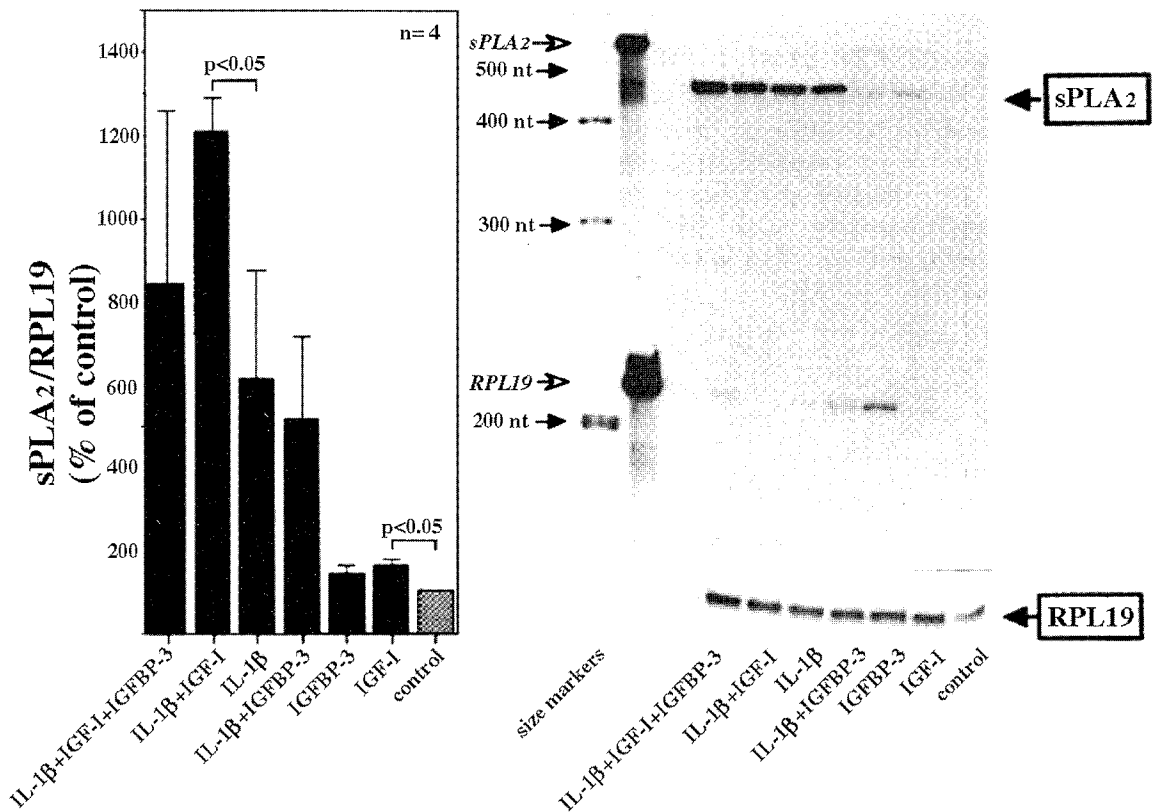 n=4
1400
1200
1000
800
600
400
200
p<0.05
p<0.05
sPLA2/RPL19
(% of control)
IL-1β+IGF-I+IGFBP-3
IL-1β+IGF-I
IL-1β
IL-1β+IGFBP-3
IGFBP-3
IGF-I
control
sPLA2
500 nt
400 nt
300 nt
RPL19
200 nt
sPLA2
RPL19
size markers
IL-1β+IGF-I+IGFBP-3
IL-1β+IGF-I
IL-1β
IL-1β+IGFBP-3
IGFBP-3
IGF-I
control